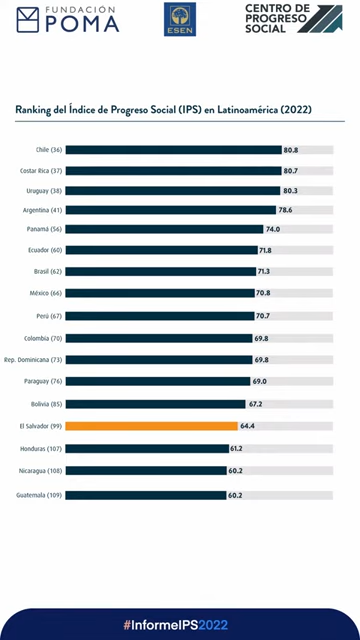 FUNDACIÓN
POMA
ESEN
CENTRO DE
PROGRESO
SOCIAL
Ranking del Índice de Progreso Social (IPS) en Latinoamérica (2022)
Chile (36) 80.8
Costa Rica (37) 80.7
Uruguay (38) 80.3
Argentina (41) 78.6
Panamá (56) 74.0
Ecuador (60) 71.8
Brasil (62) 71.3
México (66) 70.8
Perú (67) 70.7
Colombia (70) 69.8
Rep. Dominicana (73) 69.8
Paraguay (76) 69.0
Bolivia (85) 67.2
El Salvador (99) 64.4
Honduras (107) 61.2
Nicaragua (108) 60.2
Guatemala (109) 60.2
#InformeIPS2022